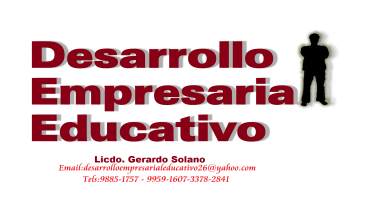 Desarrollo
Empresaria
Educativo
Licdo. Gerardo Solano
Email:desarrolloempresarialeducativo26@yahoo.com
Tels:9885-1757 - 9959-1607-3378-2841